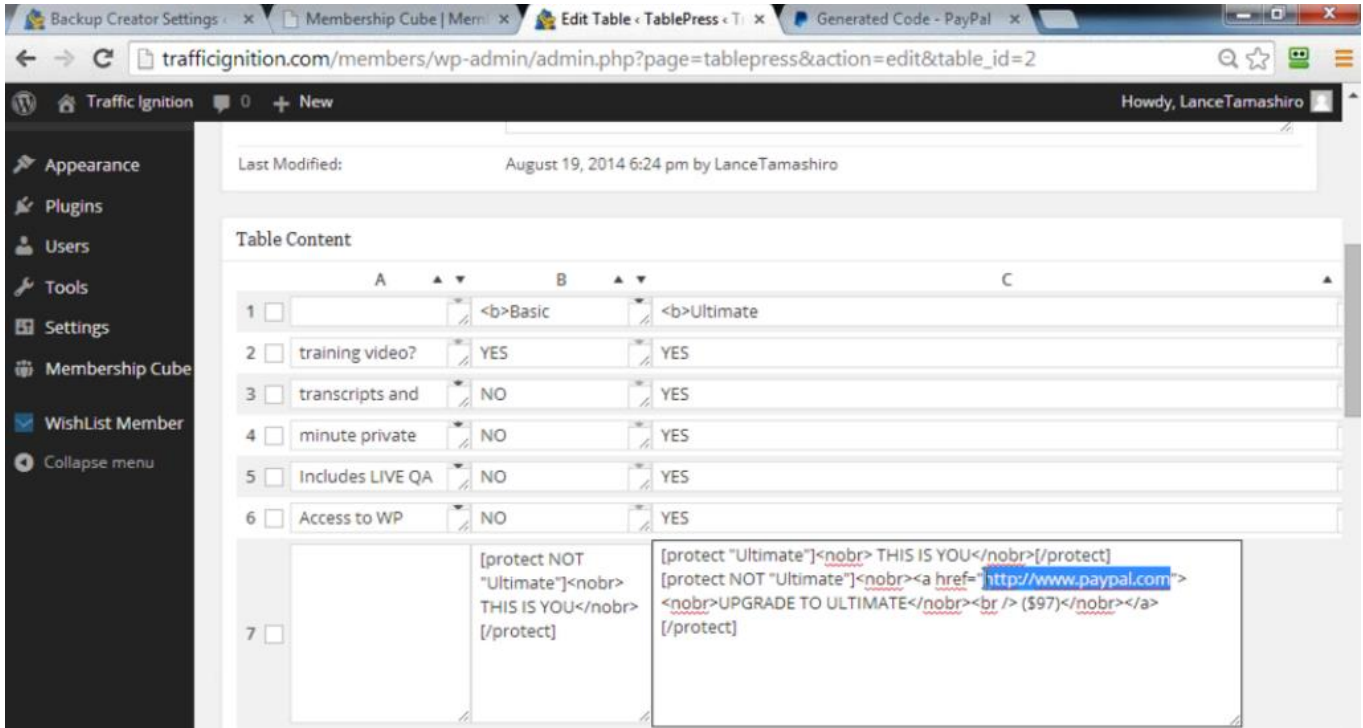 Backup Creator Settings ‹
Membership Cube | Mem
Edit Table ‹ TablePress ‹ T
Generated Code - PayPal
trafficignition.com/members/wp-admin/admin.php?page=tablepress&action=edit&table_id=2
Traffic Ignition 0 + New Howdy, LanceTamashiro
Appearance
Plugins
Users
Tools
Settings
Membership Cube
WishList Member
Collapse menu
Last Modified: August 19, 2014 6:24 pm by LanceTamashiro
Table Content
A B C
1 <b>Basic <b>Ultimate
2 training video? YES YES
3 transcripts and NO YES
4 minute private NO YES
5 Includes LIVE QA NO YES
6 Access to WP NO YES
7
[protect NOT
"Ultimate"]<nobr>
THIS IS YOU</nobr>
[/protect]
[protect "Ultimate"]<nobr> THIS IS YOU</nobr>[/protect]
[protect NOT "Ultimate"]<nobr><a href="http://www.paypal.com">
<nobr>UPGRADE TO ULTIMATE</nobr><br /> ($97)</nobr></a>
[/protect]